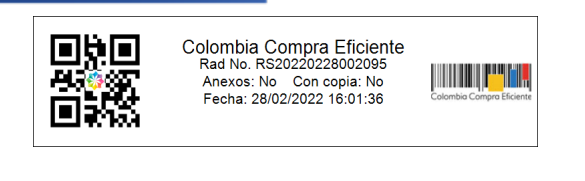 Colombia Compra Eficiente
Rad No. RS20220228002095
Anexos: No Con copia: No
Fecha: 28/02/2022 16:01:36
Colombia Compra Eficiente